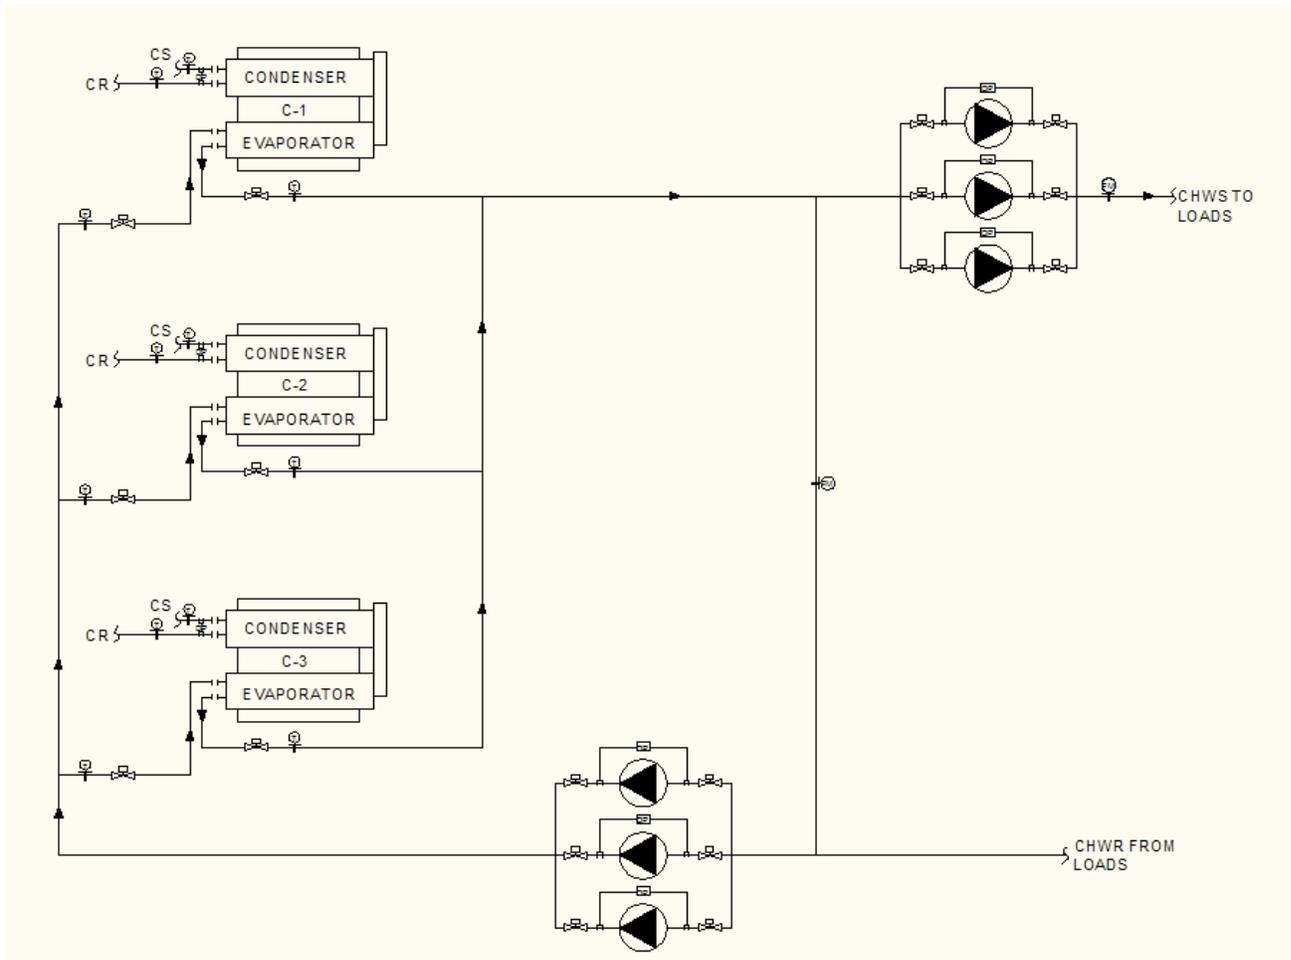 CS
CR
CONDENSER
C-1
EVAPORATOR
CHWS TO
LOADS
CS
CR
CONDENSER
C-2
EVAPORATOR
CS
CR
CONDENSER
C-3
EVAPORATOR
CHWR FROM
LOADS